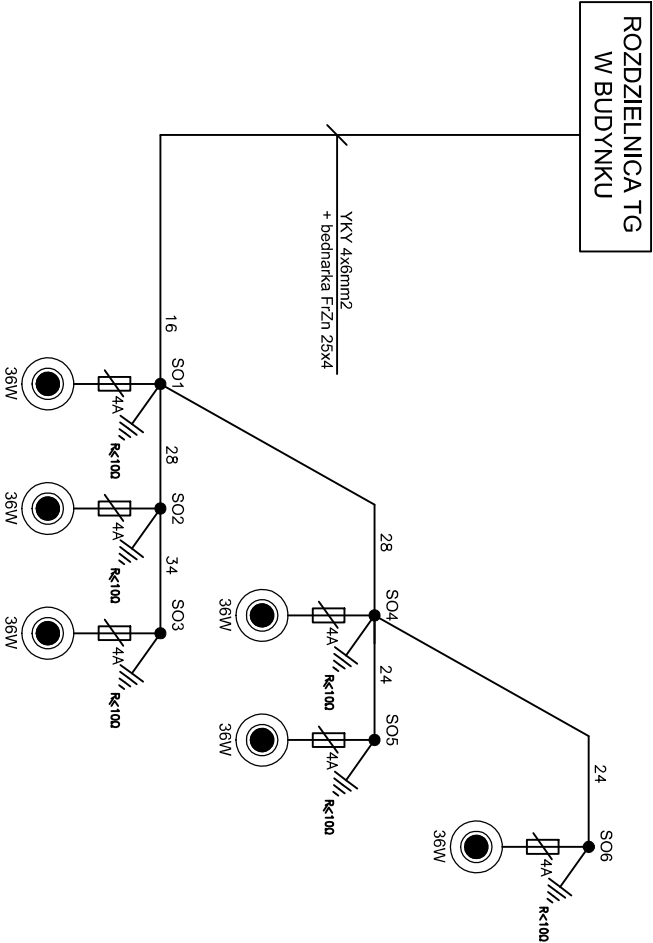 ROZDZIELNICA TG
W BUDYNKU
YKY 4x6mm2
+ bednarka FrZn 25x4
16
SO1
4A
R≤10Ω
36W
28
SO2
4A
R≤10Ω
36W
34
SO3
4A
R≤10Ω
36W
28
SO4
4A
R≤10Ω
36W
24
SO5
4A
R≤10Ω
36W
24
SO6
4A
R<10Ω
36W